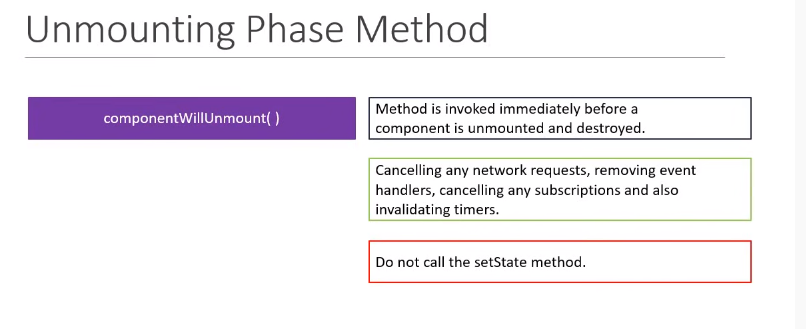 Unmounting Phase Method
componentWillUnmount( )
Method is invoked immediately before a
component is unmounted and destroyed.
Cancelling any network requests, removing event
handlers, cancelling any subscriptions and also
invalidating timers.
Do not call the setState method.